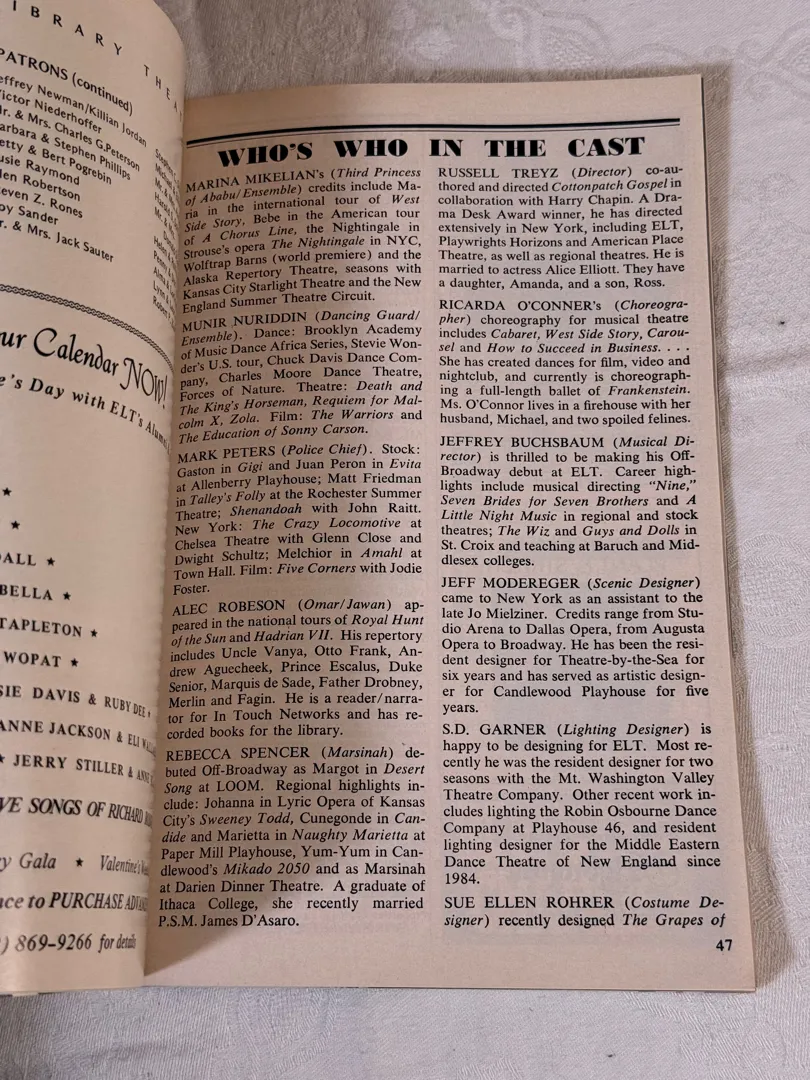 IBRARY THEA
PATRONS (continued)
effrey Newman/Killian Jordan
ictor Niederhoffer
r. & Mrs. Charles G. Peterson
arbara & Stephen Phillips
etty & Bert Pogrebin
usie Raymond
len Robertson
even Z. Rones
oy Sander
r. & Mrs. Jack Sauter
ur Calendar NOW!
e's Day with ELT's Alumni
★
★
ALL ★
BELLA ★
TAPLETON ★
WOPAT ★
SIE DAVIS & RUBY DEE
ANNE JACKSON & ELI
★ JERRY STILLER &
VE SONGS OF RICHARD
y Gala ★ Valentine's
ce to PURCHASE
) 869-9266 for details
WHO'S WHO IN THE CAST
MARINA MIKELIAN's (Third Princess
of Ababu/Ensemble) credits include Ma-
ria in the international tour of West
Side Story, Bebe in the American tour
of A Chorus Line, the Nightingale in
Strouse's opera The Nightingale in NYC,
Wolftrap Barns (world premiere) and the
Alaska Repertory Theatre, seasons with
Kansas City Starlight Theatre and the New
England Summer Theatre Circuit.
MUNIR NURIDDIN (Dancing Guard/
Ensemble). Dance: Brooklyn Academy
of Music Dance Africa Series, Stevie Won-
der's U.S. tour, Chuck Davis Dance Com-
pany, Charles Moore Dance Theatre,
Forces of Nature. Theatre: Death and
The King's Horseman, Requiem for Mal-
colm X, Zola. Film: The Warriors and
The Education of Sonny Carson.
MARK PETERS (Police Chief). Stock:
Gaston in Gigi and Juan Peron in Evita
at Allenberry Playhouse; Matt Friedman
in Talley's Folly at the Rochester Summer
Theatre; Shenandoah with John Raitt.
New York: The Crazy Locomotive at
Chelsea Theatre with Glenn Close and
Dwight Schultz; Melchior in Amahl at
Town Hall. Film: Five Corners with Jodie
Foster.
ALEC ROBESON (Omar/Jawan) ap-
peared in the national tours of Royal Hunt
of the Sun and Hadrian VII. His repertory
includes Uncle Vanya, Otto Frank, An-
drew Aguecheek, Prince Escalus, Duke
Senior, Marquis de Sade, Father Drobney,
Merlin and Fagin. He is a reader/narra-
tor for In Touch Networks and has re-
corded books for the library.
REBECCA SPENCER (Marsinah) de-
buted Off-Broadway as Margot in Desert
Song at LOOM. Regional highlights in-
clude: Johanna in Lyric Opera of Kansas
City's Sweeney Todd, Cunegonde in Can-
dide and Marietta in Naughty Marietta at
Paper Mill Playhouse, Yum-Yum in Can-
dlewood's Mikado 2050 and as Marsinah
at Darien Dinner Theatre. A graduate of
Ithaca College, she recently married
P.S.M. James D'Asaro.
RUSSELL TREYZ (Director) co-au-
thored and directed Cottonpatch Gospel in
collaboration with Harry Chapin. A Dra-
ma Desk Award winner, he has directed
extensively in New York, including ELT,
Playwrights Horizons and American Place
Theatre, as well as regional theatres. He is
married to actress Alice Elliott. They have
a daughter, Amanda, and a son, Ross.
RICARDA O'CONNER's (Choreogra-
pher) choreography for musical theatre
includes Cabaret, West Side Story, Carou-
sel and How to Succeed in Business. . . .
She has created dances for film, video and
nightclub, and currently is choreograph-
ing a full-length ballet of Frankenstein.
Ms. O'Connor lives in a firehouse with her
husband, Michael, and two spoiled felines.
JEFFREY BUCHSBAUM (Musical Di-
rector) is thrilled to be making his Off-
Broadway debut at ELT. Career high-
lights include musical directing "Nine,"
Seven Brides for Seven Brothers and A
Little Night Music in regional and stock
theatres; The Wiz and Guys and Dolls in
St. Croix and teaching at Baruch and Mid-
dlesex colleges.
JEFF MODEREGER (Scenic Designer)
came to New York as an assistant to the
late Jo Mielziner. Credits range from Stu-
dio Arena to Dallas Opera, from Augusta
Opera to Broadway. He has been the resi-
dent designer for Theatre-by-the-Sea for
six years and has served as artistic design-
er for Candlewood Playhouse for five
years.
S.D. GARNER (Lighting Designer) is
happy to be designing for ELT. Most re-
cently he was the resident designer for two
seasons with the Mt. Washington Valley
Theatre Company. Other recent work in-
cludes lighting the Robin Osbourne Dance
Company at Playhouse 46, and resident
lighting designer for the Middle Eastern
Dance Theatre of New England since
1984.
SUE ELLEN ROHRER (Costume De-
signer) recently designed The Grapes of
47